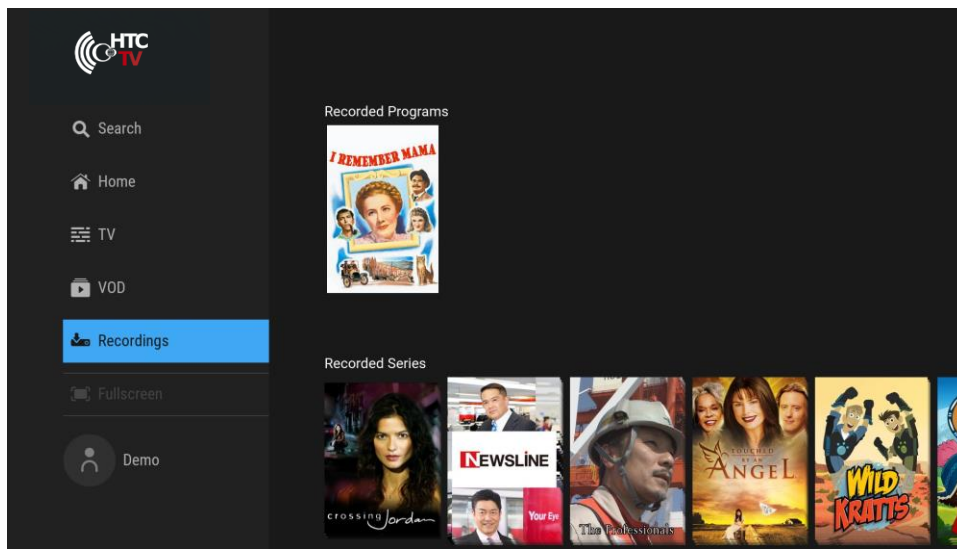 HTC
TV
Search
Home
TV
VOD
Recordings
Fullscreen
Demo
Recorded Programs
I REMEMBER MAMA
Recorded Series
crossing Jordan
NEWSLINE
Your Eye
The Professionals
TOUCHED
BY AN
ANGEL
WILD
KRATTS